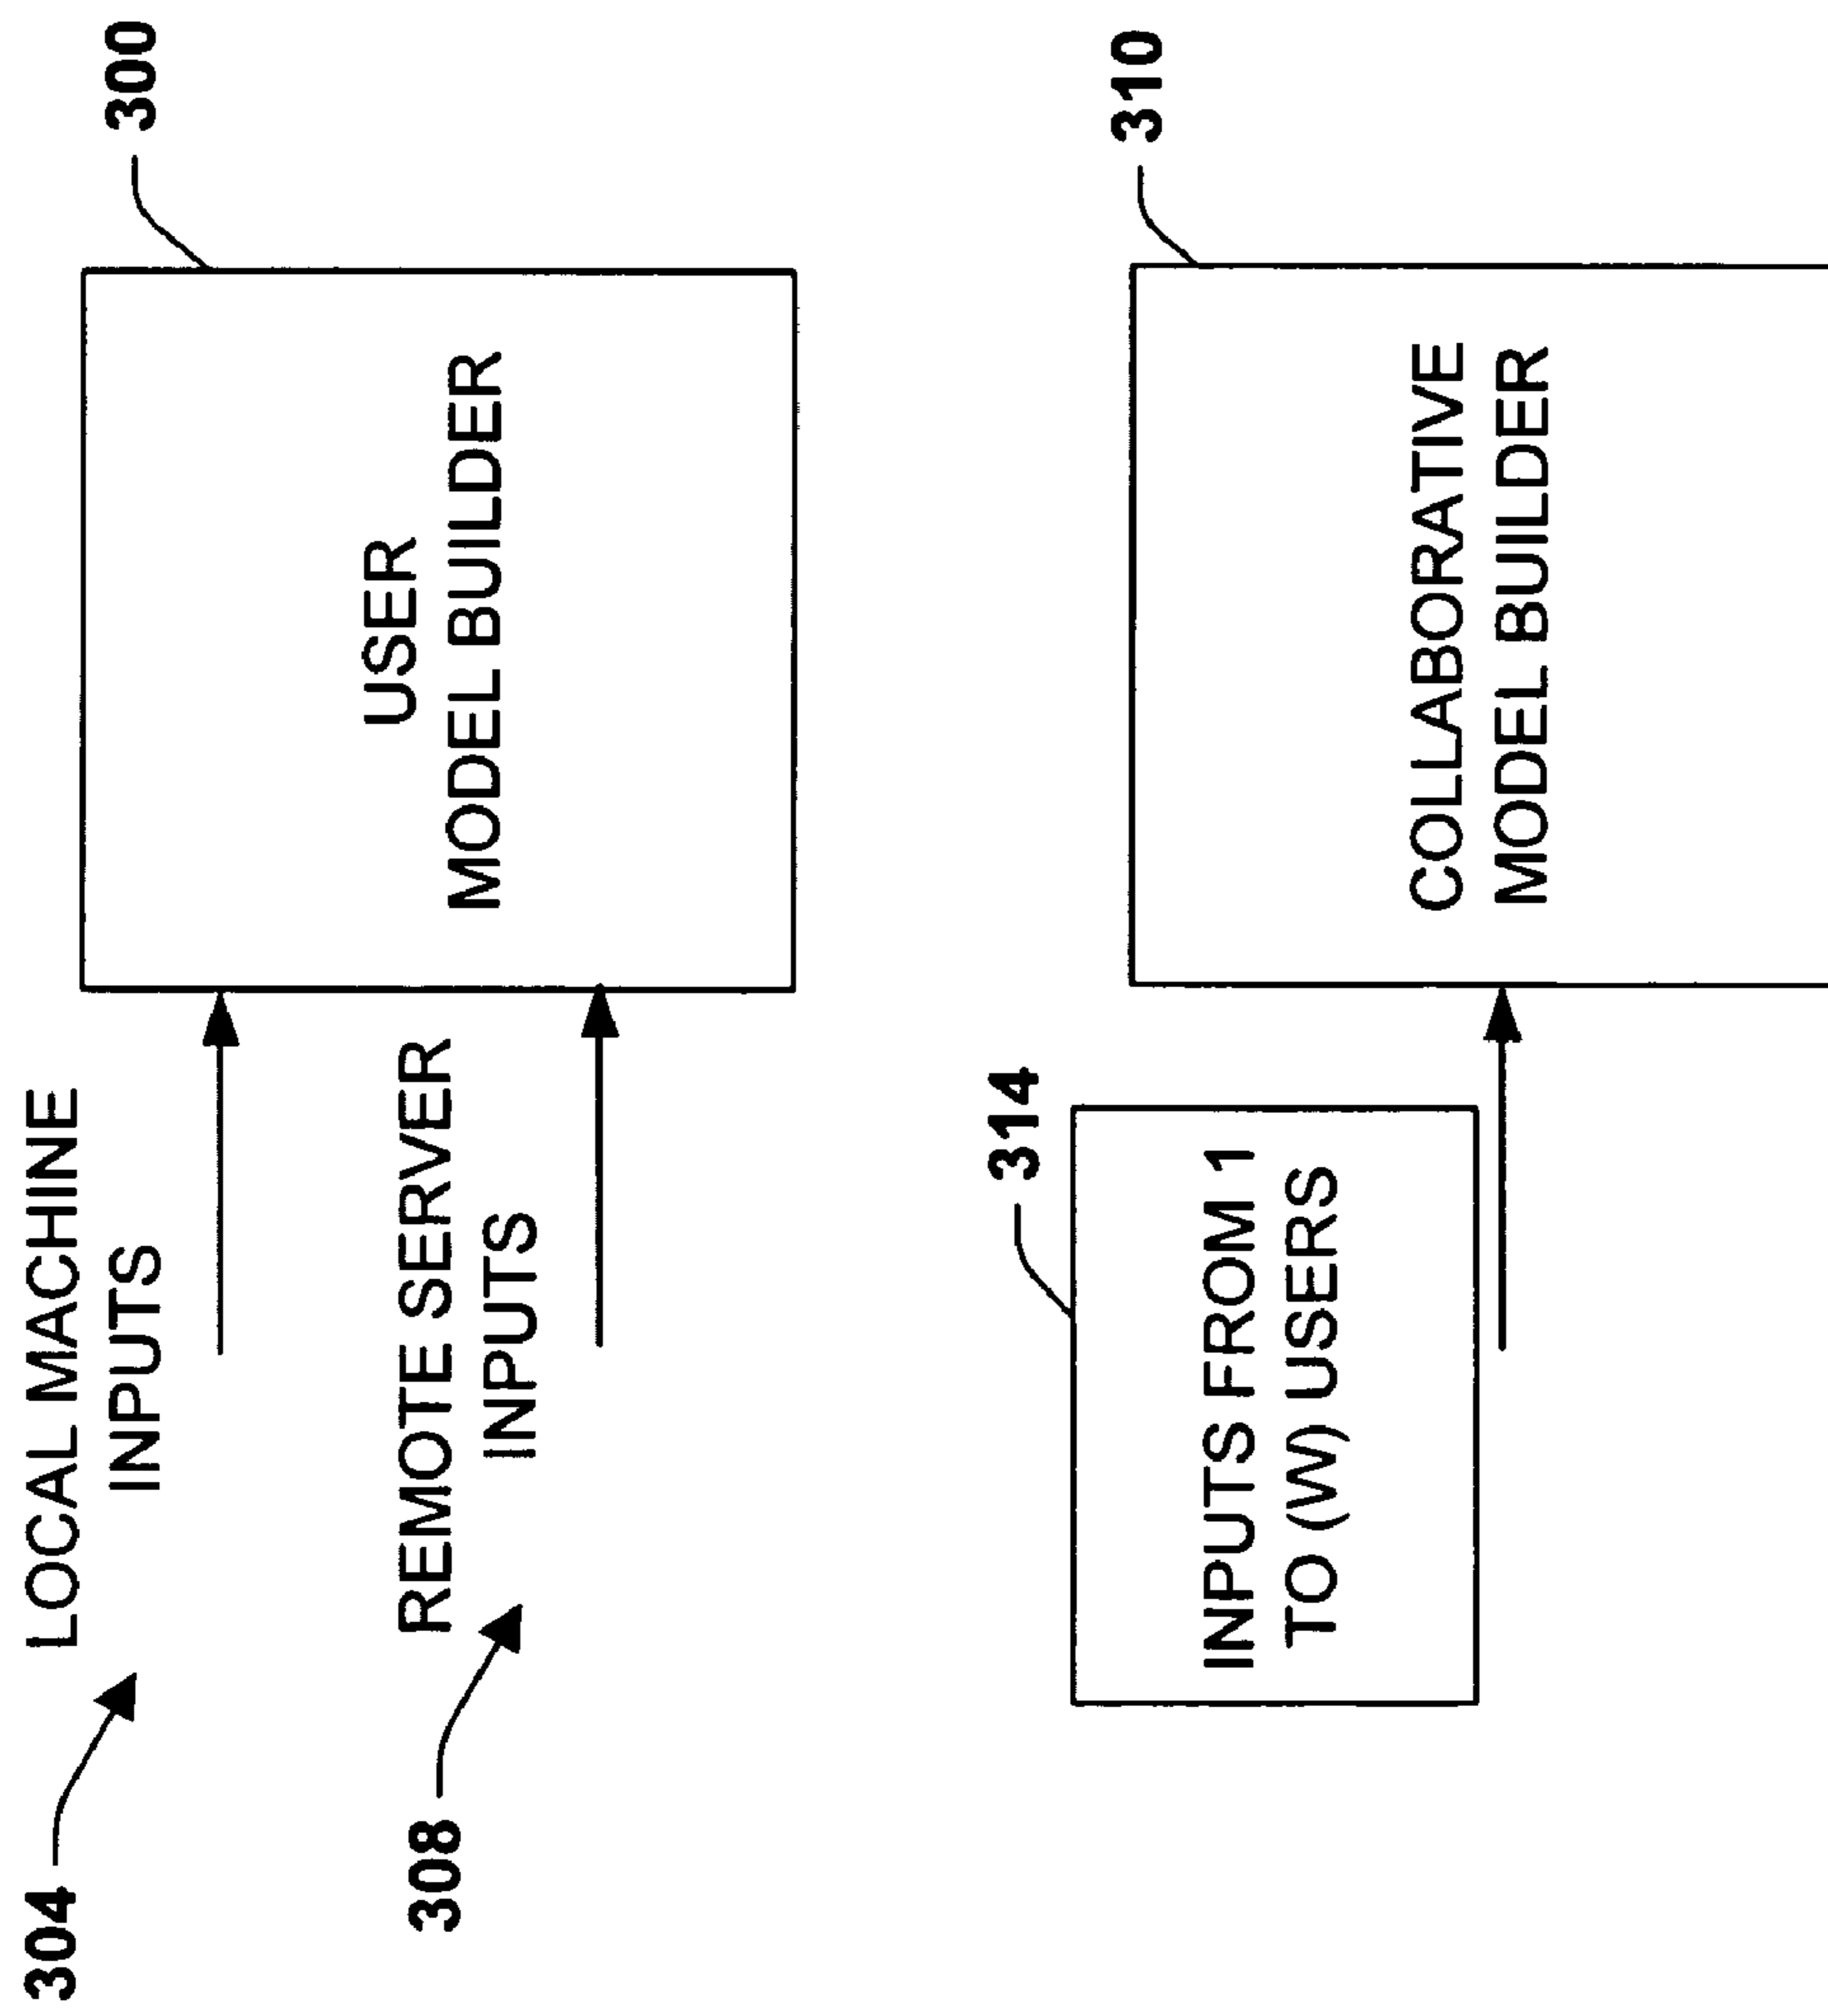 300
304
LOCAL MACHINE
INPUTS
USER
MODEL BUILDER
REMOTE SERVER
INPUTS
308
310
314
INPUTS FROM 1
TO (W) USERS
COLLABORATIVE
MODEL BUILDER